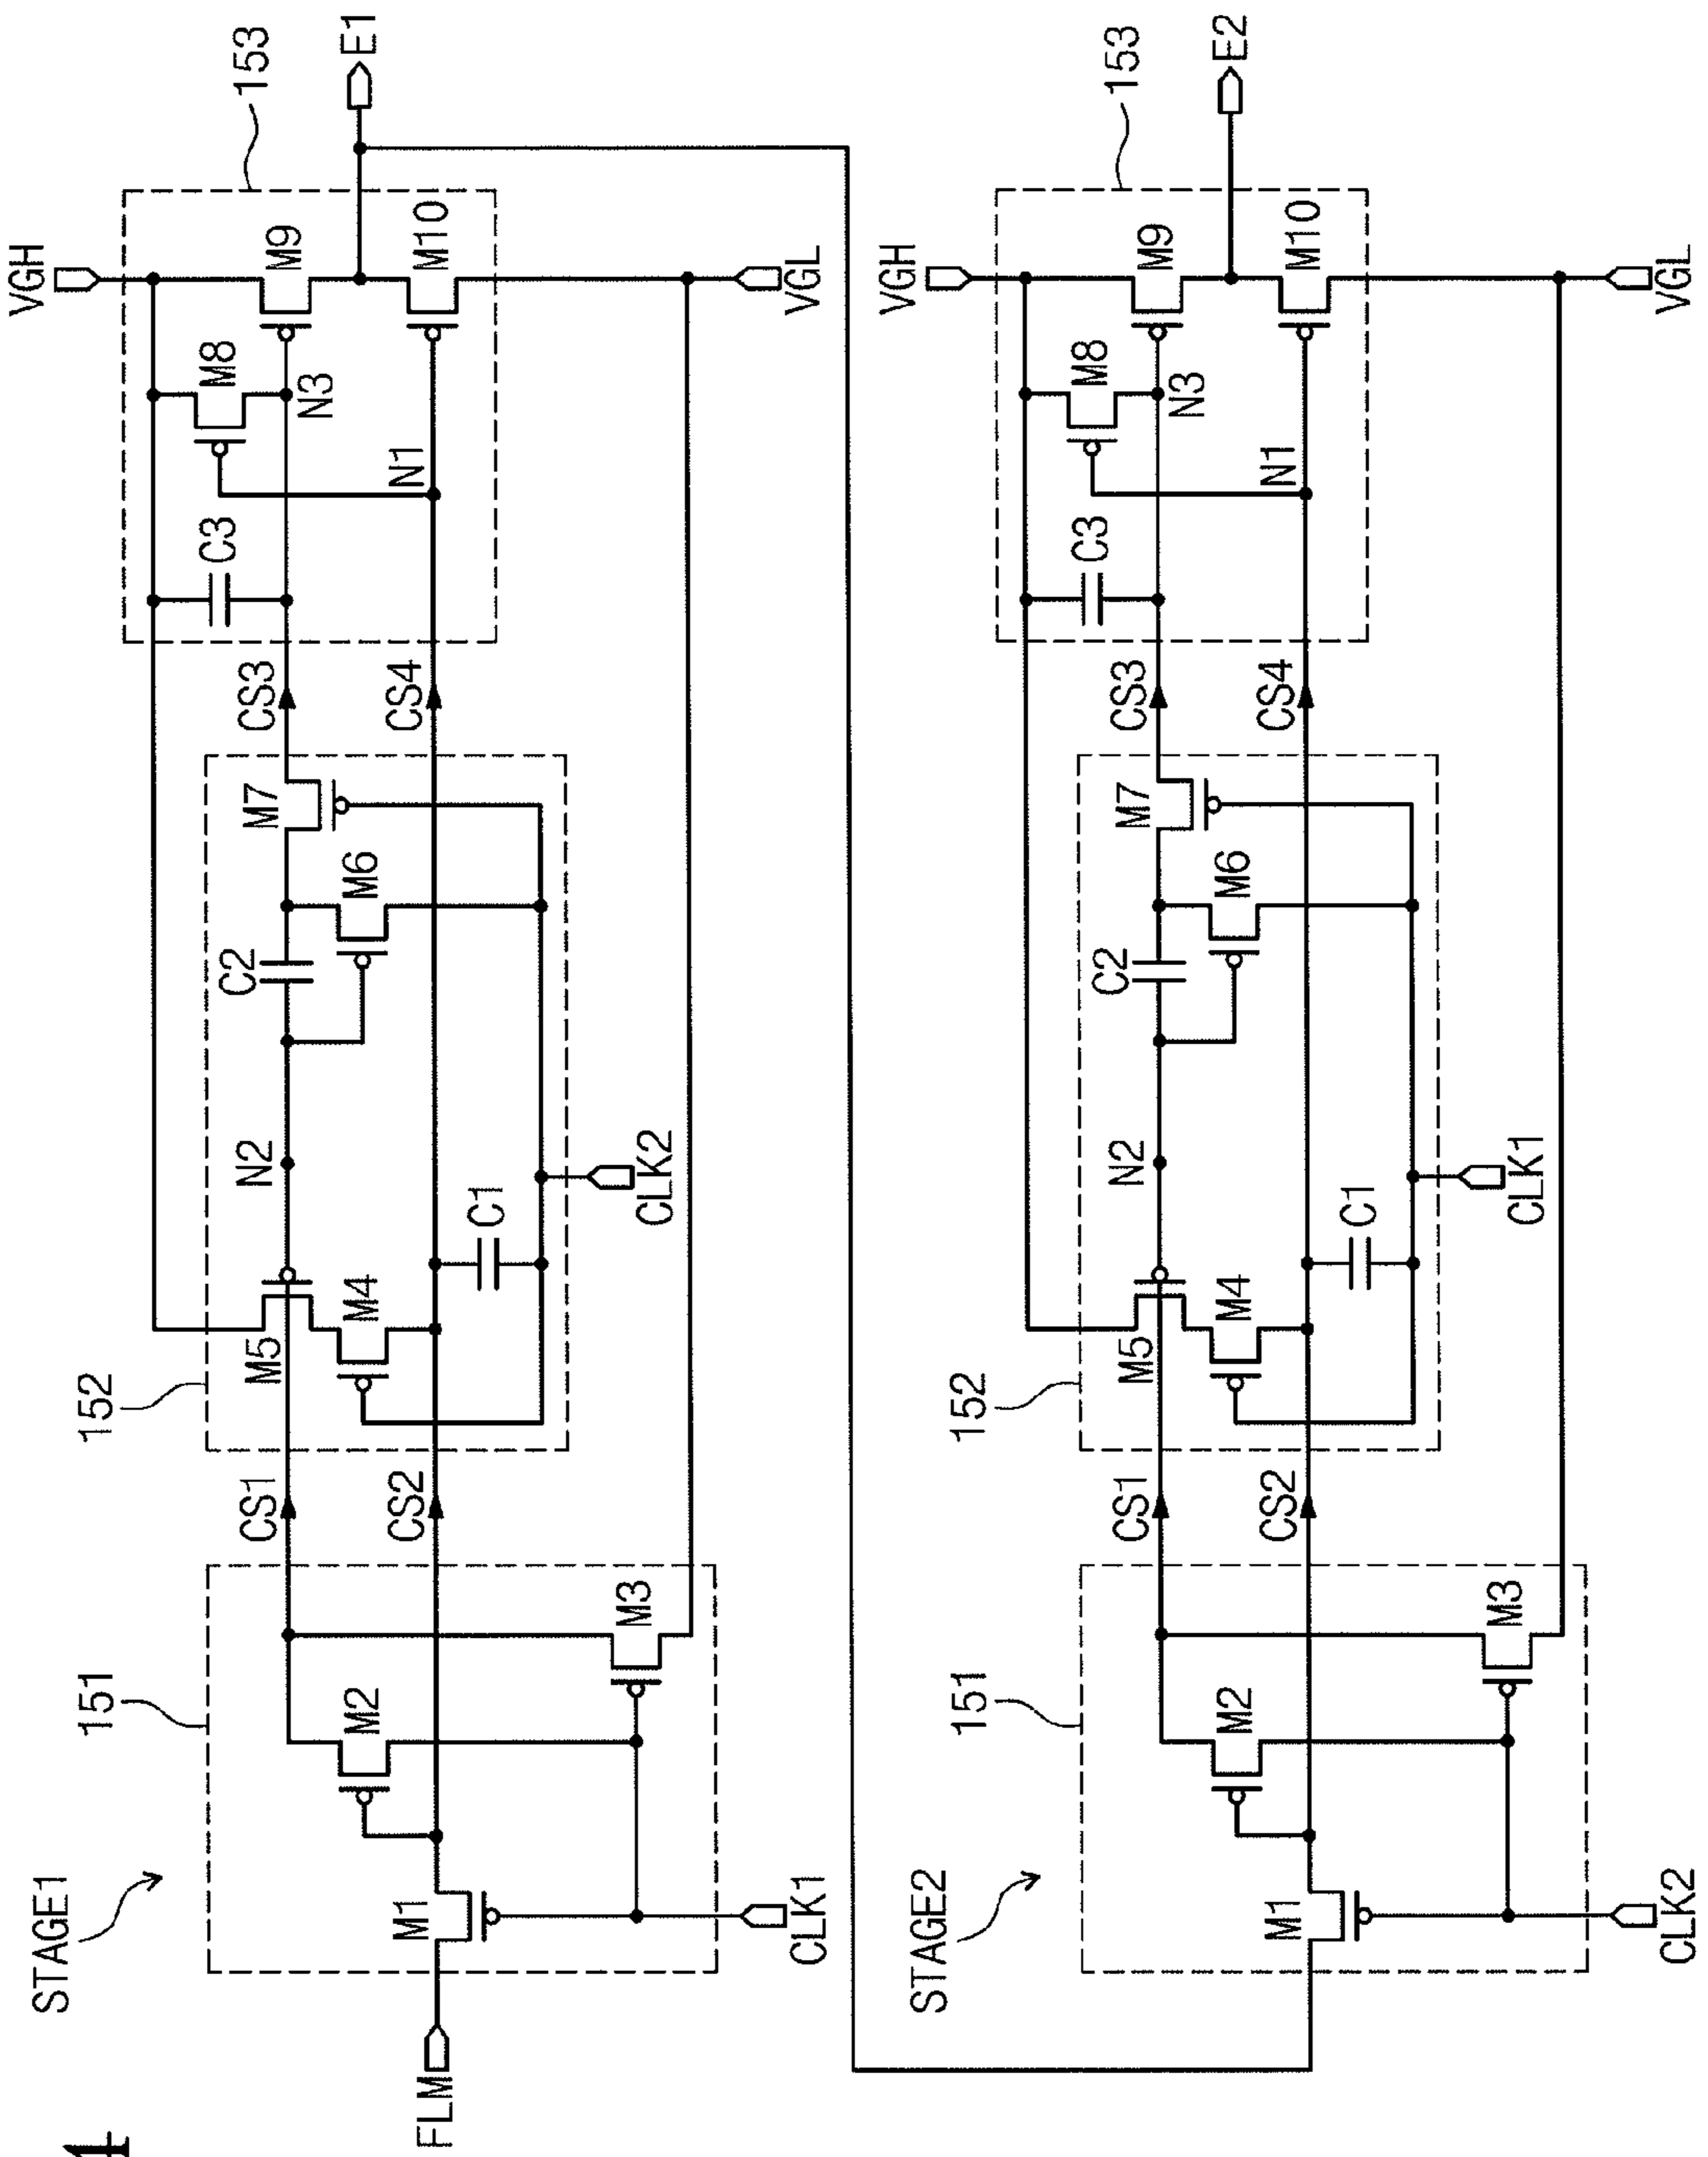 4
STAGE1
FLM
151
M1
M2
M3
CLK1
CS1
CS2
152
M5
M4
N2
C1
CLK2
C2
M6
M7
CS3
CS4
153
VGH
C3
M8
N3
N1
M9
M10
VGL
E1
STAGE2
151
M1
M2
M3
CLK2
CS1
CS2
152
M5
M4
N2
C1
CLK1
C2
M6
M7
CS3
CS4
153
VGH
C3
M8
N3
N1
M9
M10
VGL
E2